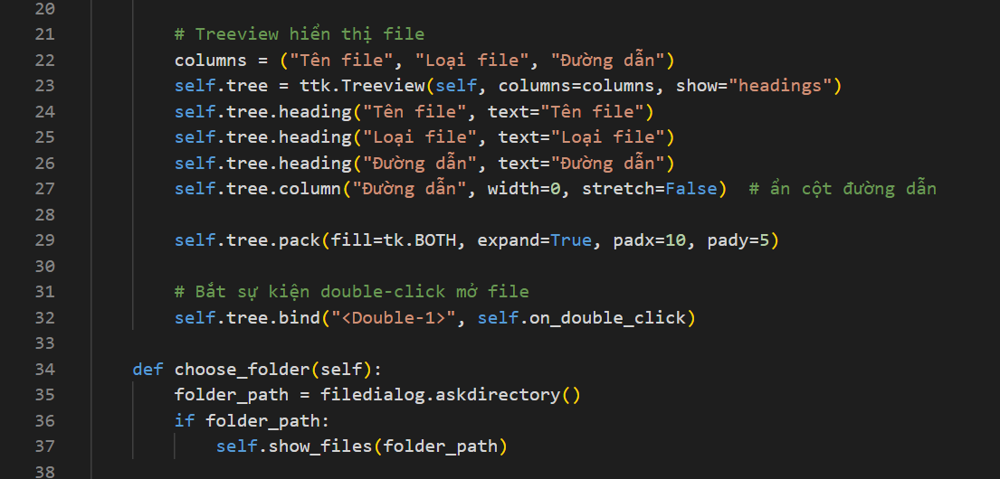 20
21 # Treeview hiển thị file
22 columns = ("Tên file", "Loại file", "Đường dẫn")
23 self.tree = ttk.Treeview(self, columns=columns, show="headings")
24 self.tree.heading("Tên file", text="Tên file")
25 self.tree.heading("Loại file", text="Loại file")
26 self.tree.heading("Đường dẫn", text="Đường dẫn")
27 self.tree.column("Đường dẫn", width=0, stretch=False)  # ẩn cột đường dẫn
28
29 self.tree.pack(fill=tk.BOTH, expand=True, padx=10, pady=5)
30
31 # Bắt sự kiện double-click mở file
32 self.tree.bind("<Double-1>", self.on_double_click)
33
34 def choose_folder(self):
35 folder_path = filedialog.askdirectory()
36 if folder_path:
37 self.show_files(folder_path)
38